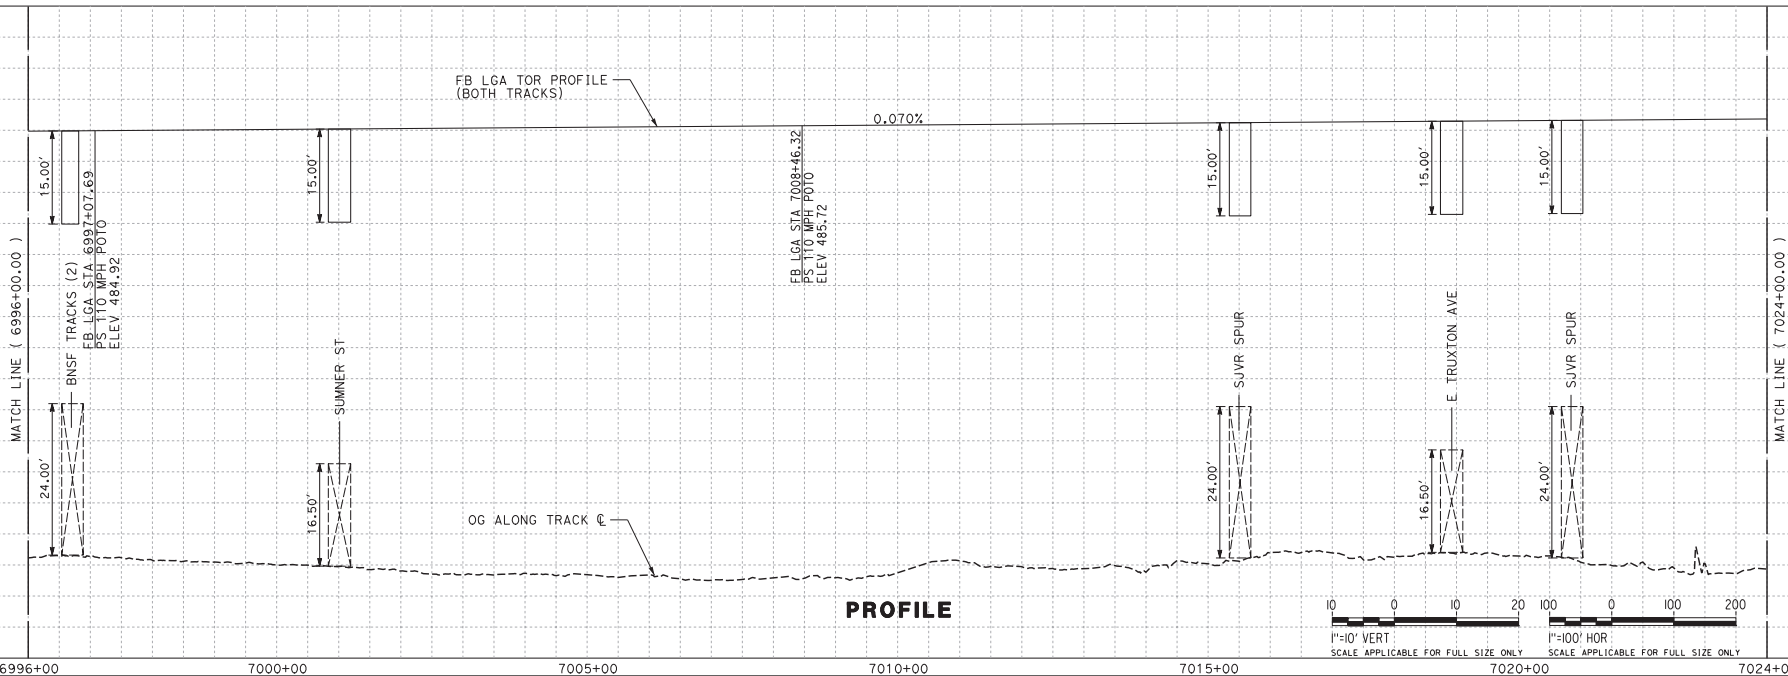 FB LGA TOR PROFILE
(BOTH TRACKS)
0.070%
15.00'
15.00'
15.00'
15.00'
15.00'
FB LGA STA 6997+07.69
PS 110 MPH POTO
ELEV 484.92
FB LGA STA 7008+46.32
PS 110 MPH POTO
ELEV 485.72
MATCH LINE ( 6996+00.00 )
BNSF TRACKS (2)
SUMNER ST
SJVR SPUR
E TRUXTON AVE
SJVR SPUR
MATCH LINE ( 7024+00.00 )
24.00'
16.50'
24.00'
16.50'
24.00'
OG ALONG TRACK ℄
PROFILE
10 0 10 20
1"=10' VERT
SCALE APPLICABLE FOR FULL SIZE ONLY
100 0 100 200
1"=100' HOR
SCALE APPLICABLE FOR FULL SIZE ONLY
6996+00 7000+00 7005+00 7010+00 7015+00 7020+00 7024+0